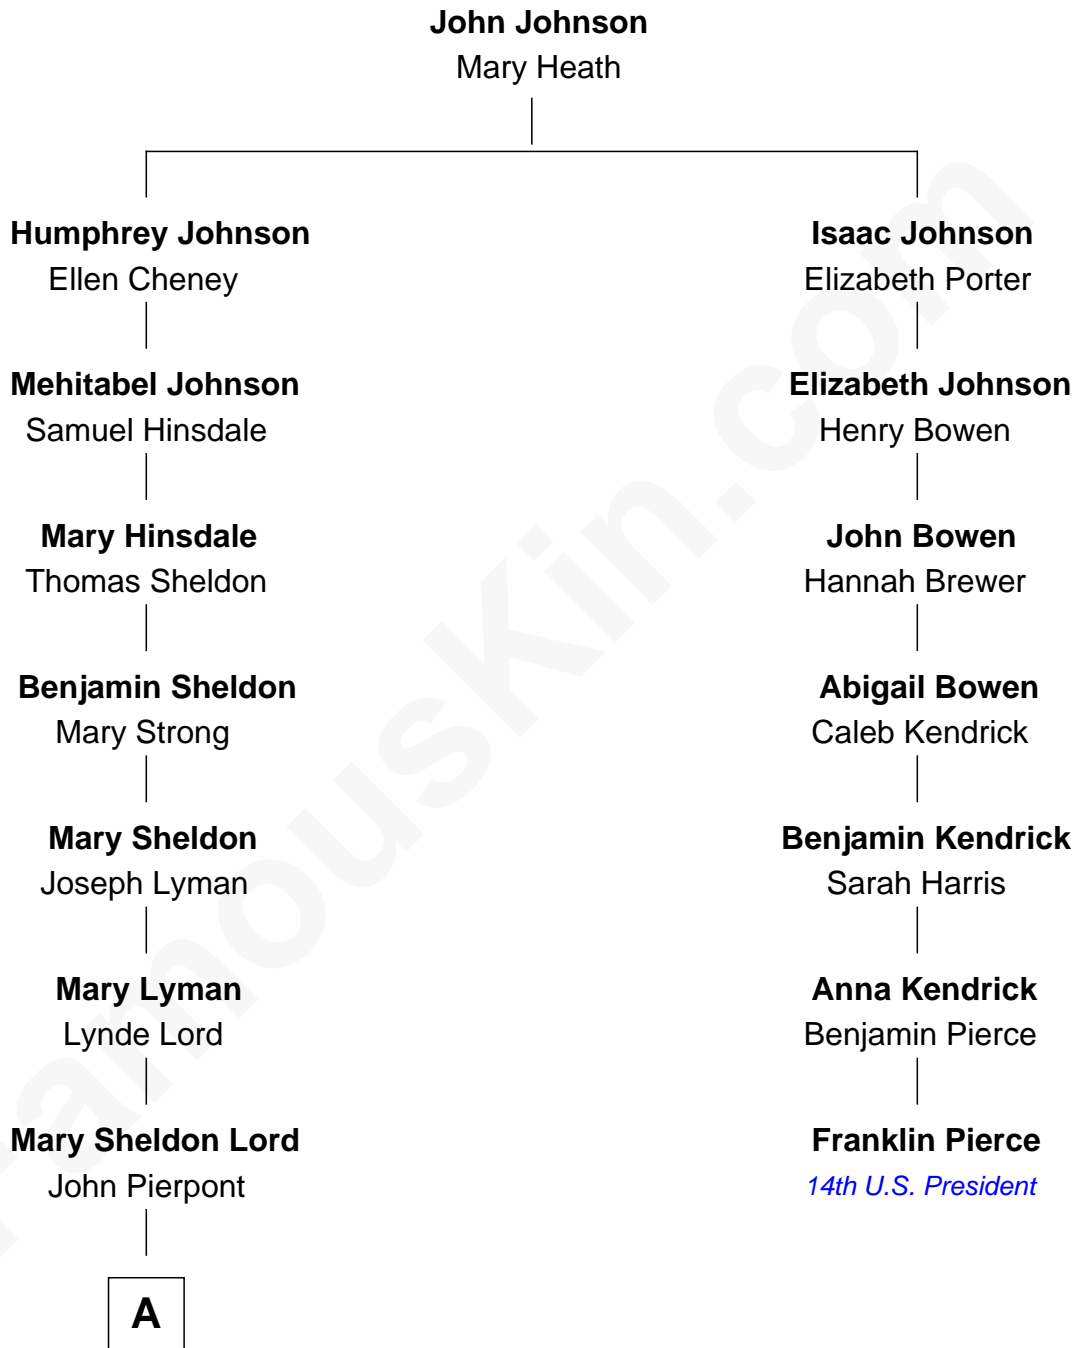 John Johnson
Mary Heath
Humphrey Johnson
Ellen Cheney
Isaac Johnson
Elizabeth Porter
Mehitabel Johnson
Samuel Hinsdale
Elizabeth Johnson
Henry Bowen
Mary Hinsdale
Thomas Sheldon
John Bowen
Hannah Brewer
Benjamin Sheldon
Mary Strong
Abigail Bowen
Caleb Kendrick
Mary Sheldon
Joseph Lyman
Benjamin Kendrick
Sarah Harris
Mary Lyman
Lynde Lord
Anna Kendrick
Benjamin Pierce
Mary Sheldon Lord
John Pierpont
Franklin Pierce
14th U.S. President
A
FamousKin.com